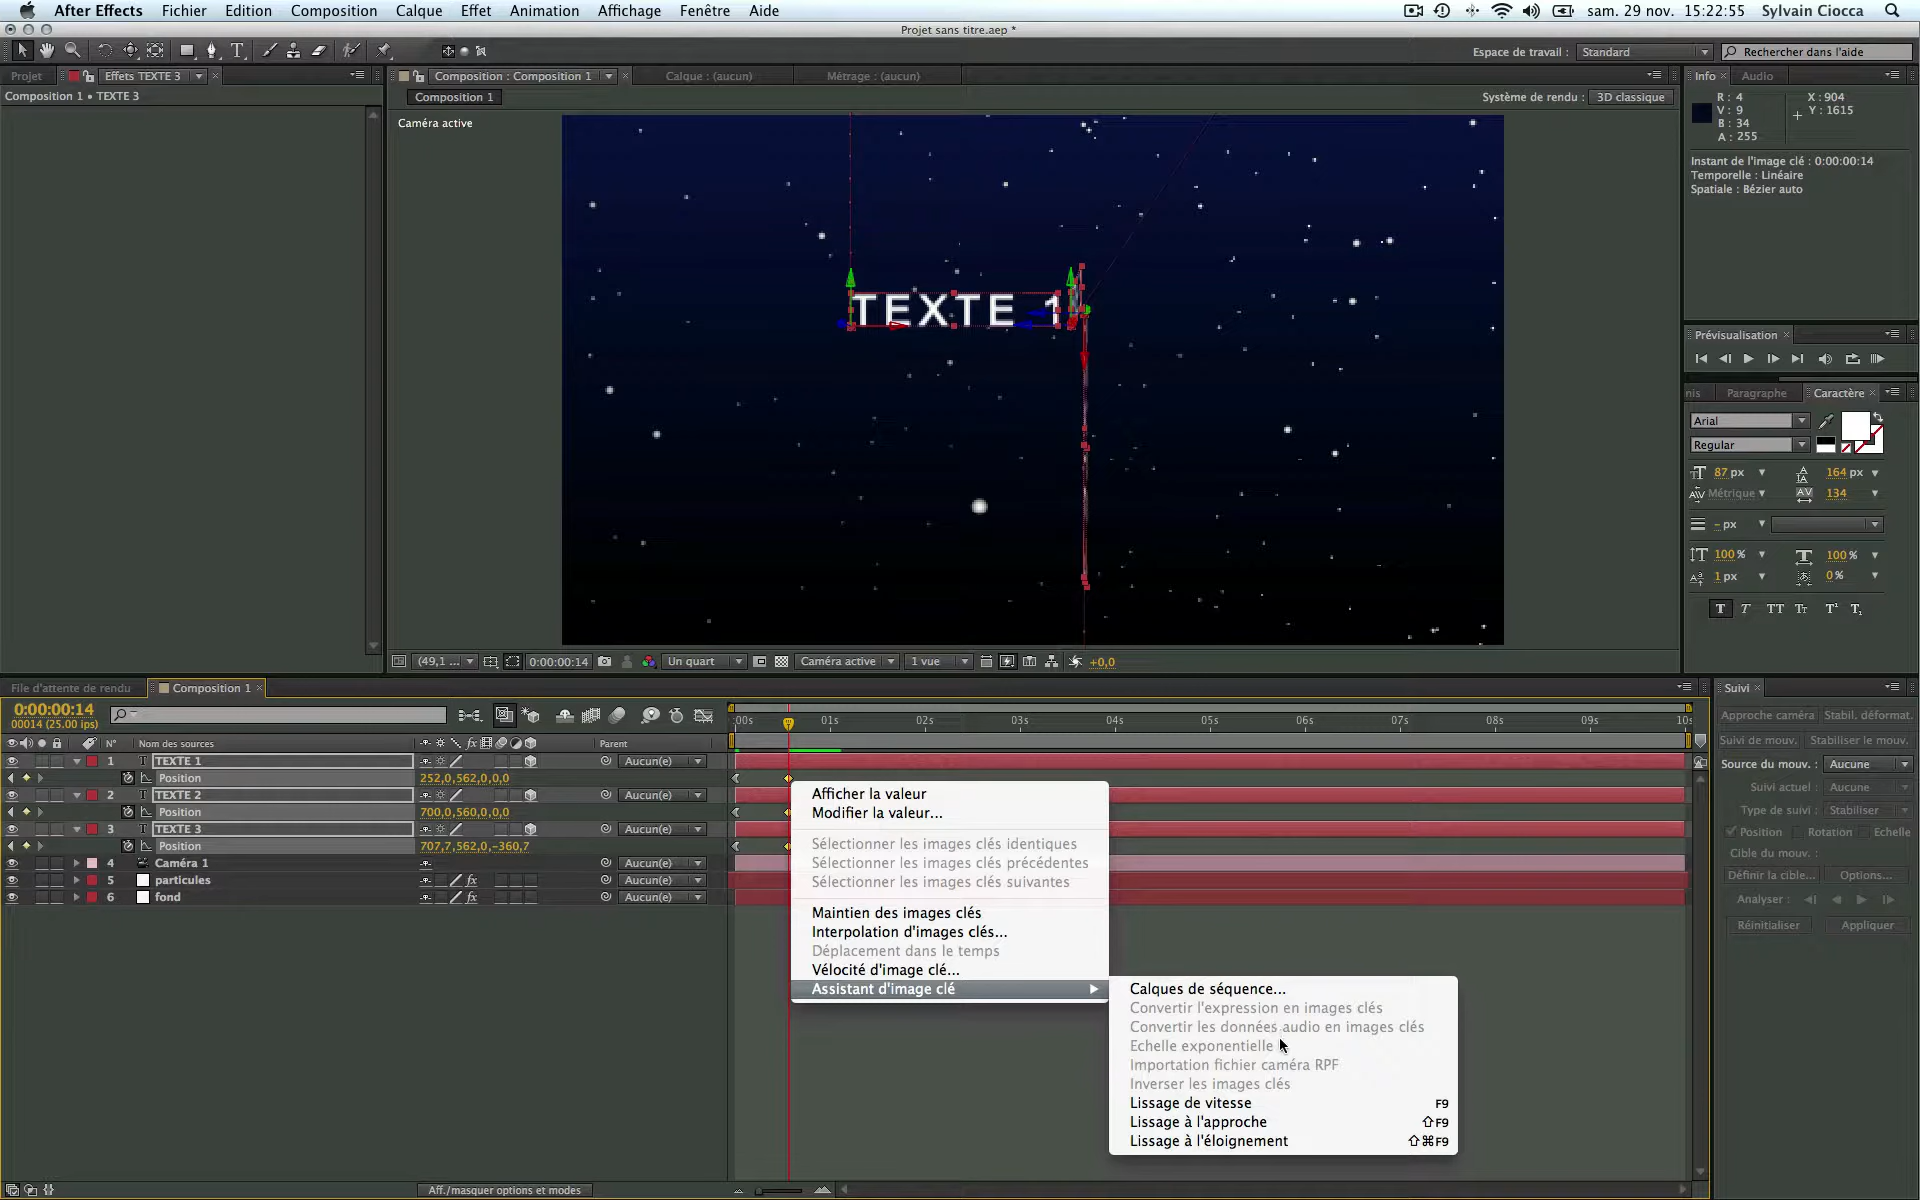 After Effects Fichier Edition Composition Calque Effet Animation Affichage Fenêtre Aide sam. 29 nov. 15:22:55 Sylvain Ciocca
Projet sans titre.aep *
Espace de travail : Standard Rechercher dans l'aide
Projet Effets TEXTE 3 Composition : Composition 1 Calque : (aucun) Métrage : (aucun) Info Audio
Composition 1 • TEXTE 3 Composition 1 Système de rendu : 3D classique
R : 4 X : 904
V : 9 Y : 1615
B : 34
A : 255
Caméra active
Instant de l'image clé : 0:00:00:14
Temporelle : Linéaire
Spatiale : Bézier auto
TEXTE 1
Prévisualisation
nis Paragraphe Caractère
Arial
Regular
87 px 164 px
Métrique 134
- px
100 % 100 %
1 px 0 %
T T TT Tt T¹ T₁
(49,1 ... 0:00:00:14 Un quart Caméra active 1 vue +0,0
File d'attente de rendu Composition 1 Suivi
0:00:00:14
00014 (25.00 ips)
:00s 01s 02s 03s 04s 05s 06s 07s 08s 09s 10s
N° Nom des sources Parent
1 T TEXTE 1 Aucun(e)
Position 252,0,562,0,0,0
2 T TEXTE 2 Aucun(e)
Position 700,0,560,0,0,0
3 T TEXTE 3 Aucun(e)
Position 707,7,562,0,-360,7
4 Caméra 1 Aucun(e)
5 particules fx Aucun(e)
6 fond fx Aucun(e)
Afficher la valeur
Modifier la valeur...
Sélectionner les images clés identiques
Sélectionner les images clés précédentes
Sélectionner les images clés suivantes
Maintien des images clés
Interpolation d'images clés...
Déplacement dans le temps
Vélocité d'image clé...
Assistant d'image clé
Calques de séquence...
Convertir l'expression en images clés
Convertir les données audio en images clés
Echelle exponentielle
Importation fichier caméra RPF
Inverser les images clés
Lissage de vitesse F9
Lissage à l'approche ⇧F9
Lissage à l'éloignement ⇧⌘F9
Approche caméra Stabil. déformat.
Suivi de mouv. Stabiliser le mouv.
Source du mouv. : Aucune
Suivi actuel : Aucune
Type de suivi : Stabiliser
Position Rotation Echelle
Cible du mouv. :
Définir la cible... Options...
Analyser :
Réinitialiser Appliquer
Aff./masquer options et modes